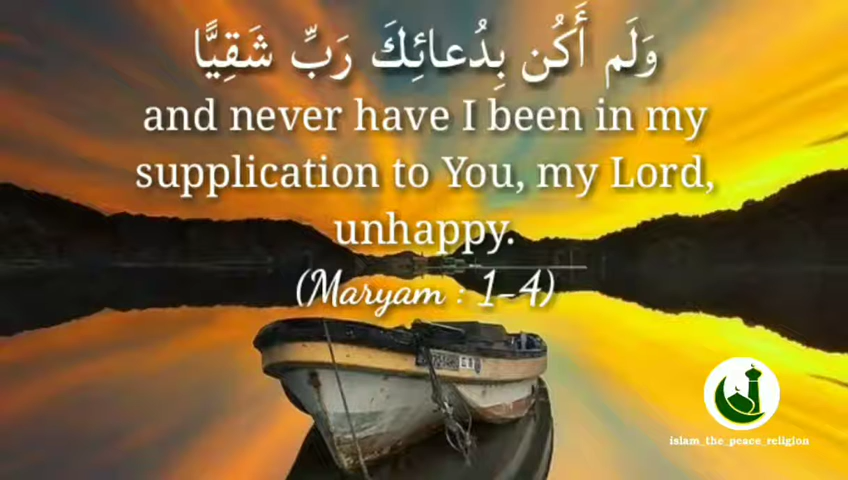 وَلَم أَكُن بِدُعائِكَ رَبِّ شَقِيًّا
and never have I been in my
supplication to You, my Lord,
unhappy.
(Maryam : 1-4)
islam_the_peace_religion